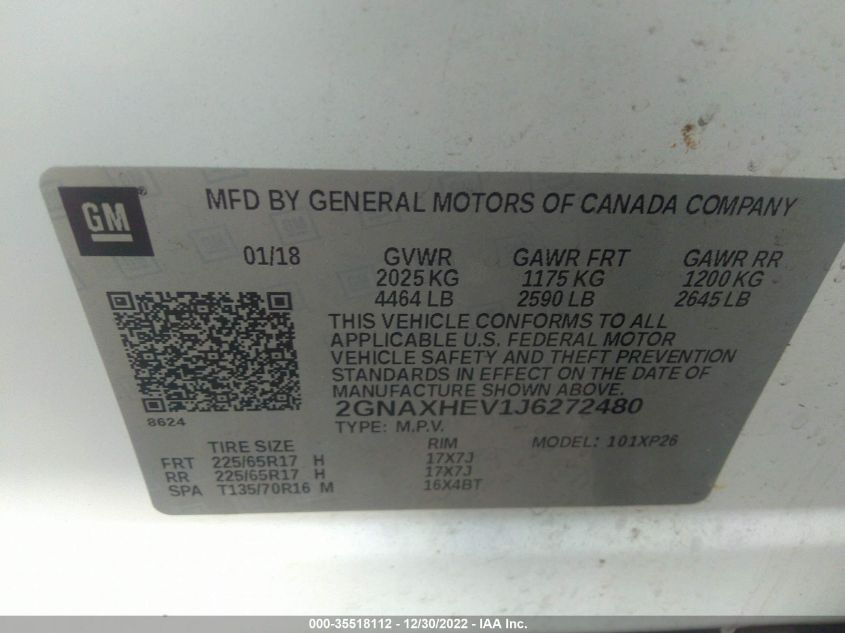 GM®
MFD BY GENERAL MOTORS OF CANADA COMPANY
01/18 GVWR GAWR FRT GAWR RR
2025 KG 1175 KG 1200 KG
4464 LB 2590 LB 2645 LB
THIS VEHICLE CONFORMS TO ALL
APPLICABLE U.S. FEDERAL MOTOR
VEHICLE SAFETY AND THEFT PREVENTION
STANDARDS IN EFFECT ON THE DATE OF
MANUFACTURE SHOWN ABOVE.
2GNAXHEV1J6272480
8624
TYPE: M.P.V.
TIRE SIZE RIM MODEL: 101XP26
FRT 225/65R17 H 17X7J
RR 225/65R17 H 17X7J
SPA T135/70R16 M 16X4BT
000-35518112 - 12/30/2022 - IAA Inc.